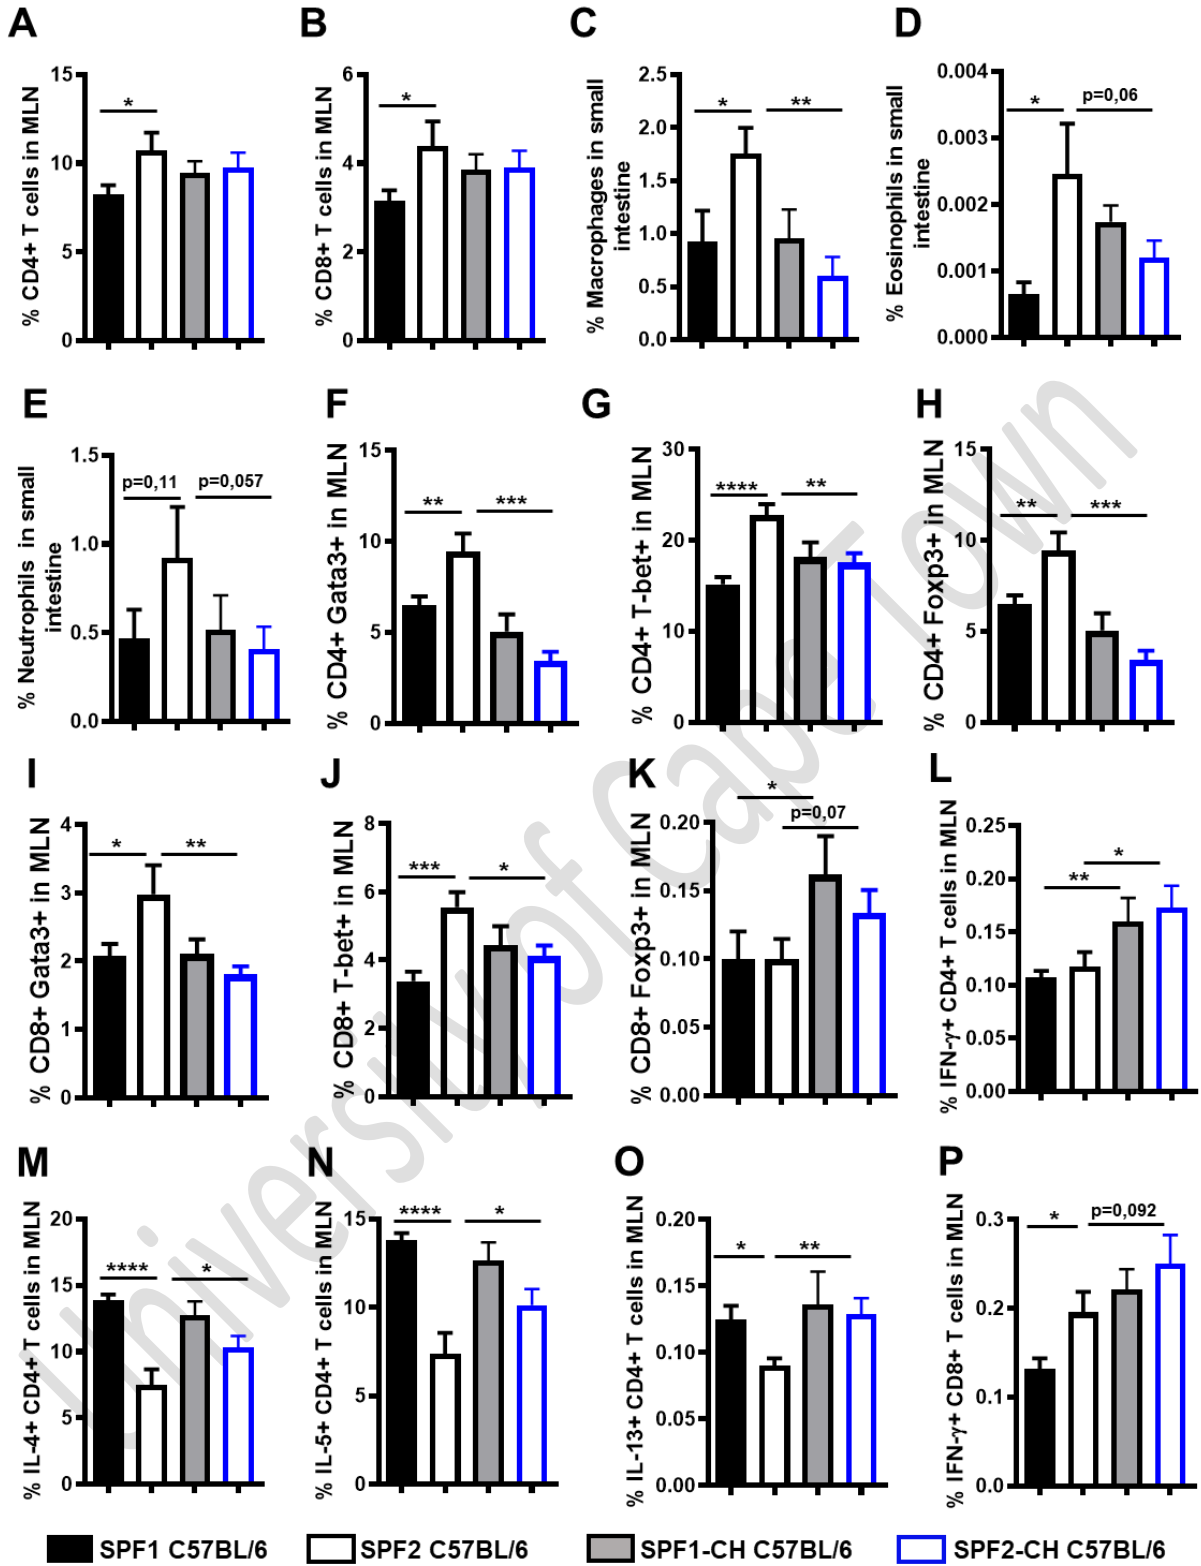 A
B
C
D
% CD4+ T cells in MLN
15
10
5
0
*
% CD8+ T cells in MLN
6
4
2
0
*
% Macrophages in small
intestine
2.5
2.0
1.5
1.0
0.5
0.0
*
**
% Eosinophils in small
intestine
0.004
0.003
0.002
0.001
0.000
*
p=0,06
E
F
G
H
% Neutrophils in small
intestine
1.5
1.0
0.5
0.0
p=0,11
p=0,057
% CD4+ Gata3+ in MLN
15
10
5
0
**
***
% CD4+ T-bet+ in MLN
30
20
10
0
****
**
% CD4+ Foxp3+ in MLN
15
10
5
0
**
***
I
J
K
L
% CD8+ Gata3+ in MLN
4
3
2
1
0
*
**
% CD8+ T-bet+ in MLN
8
6
4
2
0
***
*
% CD8+ Foxp3+ in MLN
0.20
0.15
0.10
0.05
0.00
*
p=0,07
% IFN-γ+ CD4+ T cells in MLN
0.25
0.20
0.15
0.10
0.05
0.00
**
*
M
N
O
P
% IL-4+ CD4+ T cells in MLN
20
15
10
5
0
****
*
% IL-5+ CD4+ T cells in MLN
15
10
5
0
****
*
% IL-13+ CD4+ T cells in MLN
0.20
0.15
0.10
0.05
0.00
*
**
% IFN-γ+ CD8+ T cells in MLN
0.3
0.2
0.1
0.0
*
p=0,092
SPF1 C57BL/6
SPF2 C57BL/6
SPF1-CH C57BL/6
SPF2-CH C57BL/6
University of Cape Town